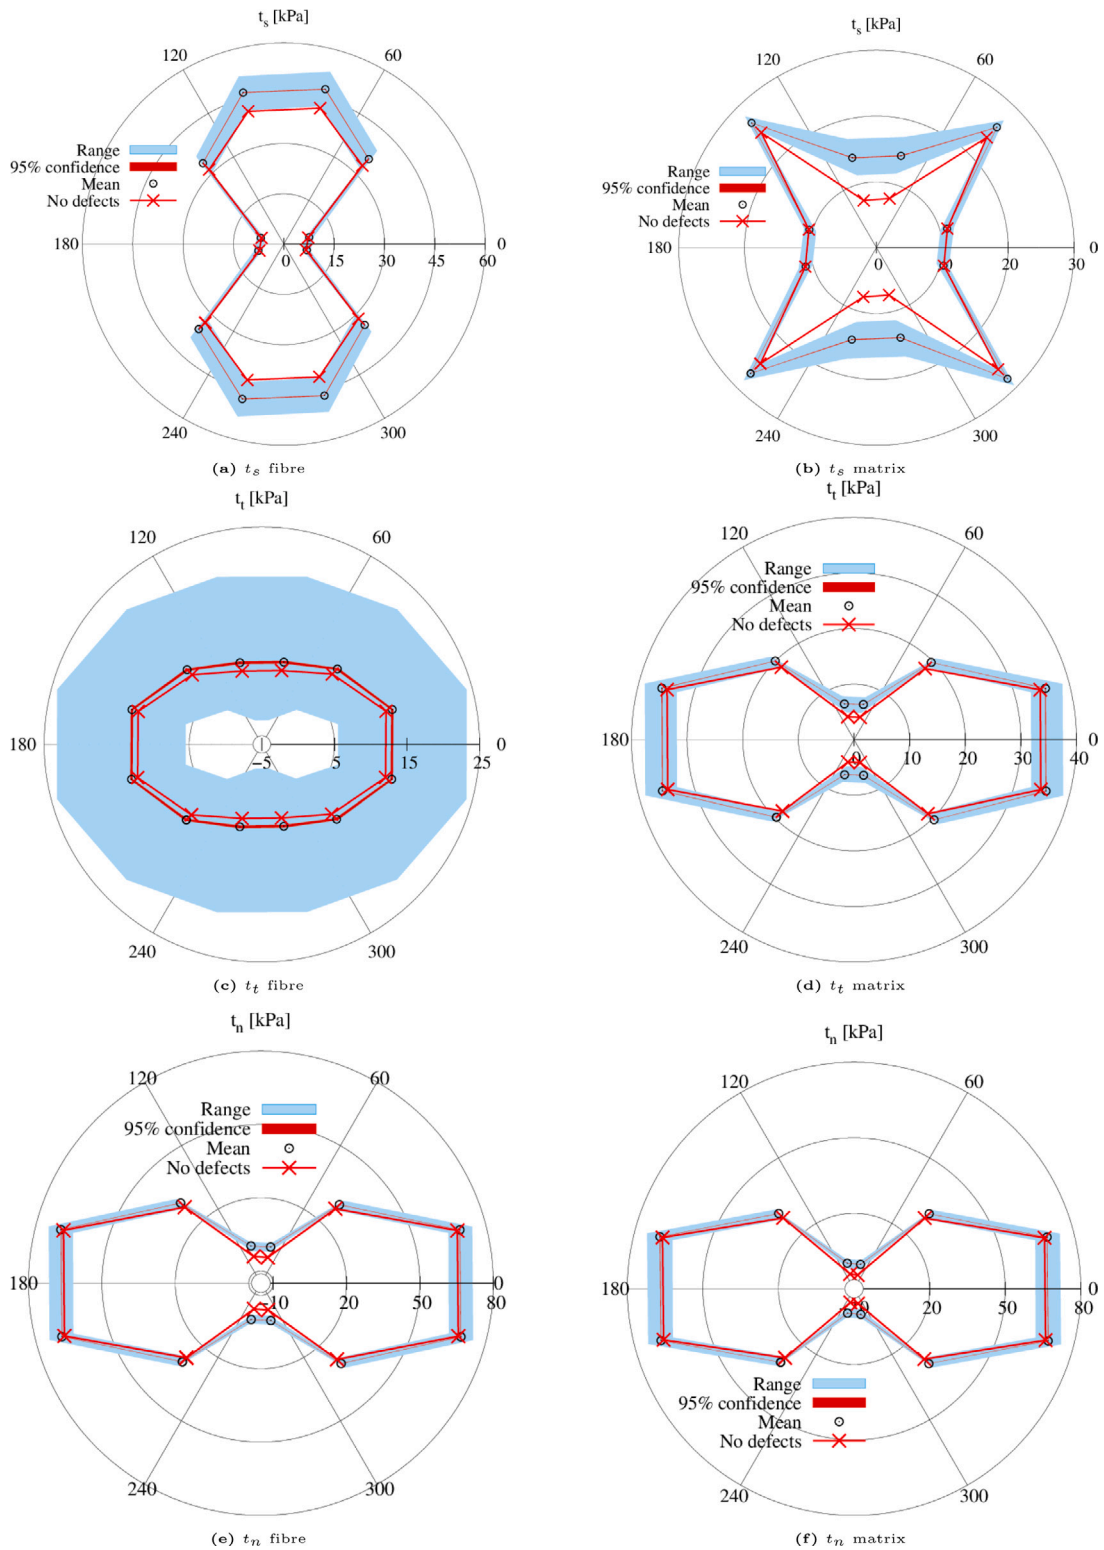 t_s [kPa]
120
60
Range
95% confidence
Mean
No defects
180
0
15
30
45
60
0
240
300
(a) t_s fibre
t_s [kPa]
120
60
Range
95% confidence
Mean
No defects
180
0
10
20
30
0
240
300
(b) t_s matrix
t_t [kPa]
120
60
180
−5
5
15
25
0
240
300
(c) t_t fibre
t_t [kPa]
120
60
Range
95% confidence
Mean
No defects
180
0
10
20
30
40
0
240
300
(d) t_t matrix
t_n [kPa]
120
60
Range
95% confidence
Mean
No defects
180
10
20
50
80
0
240
300
(e) t_n fibre
t_n [kPa]
120
60
180
0
20
50
80
0
Range
95% confidence
Mean
No defects
240
300
(f) t_n matrix